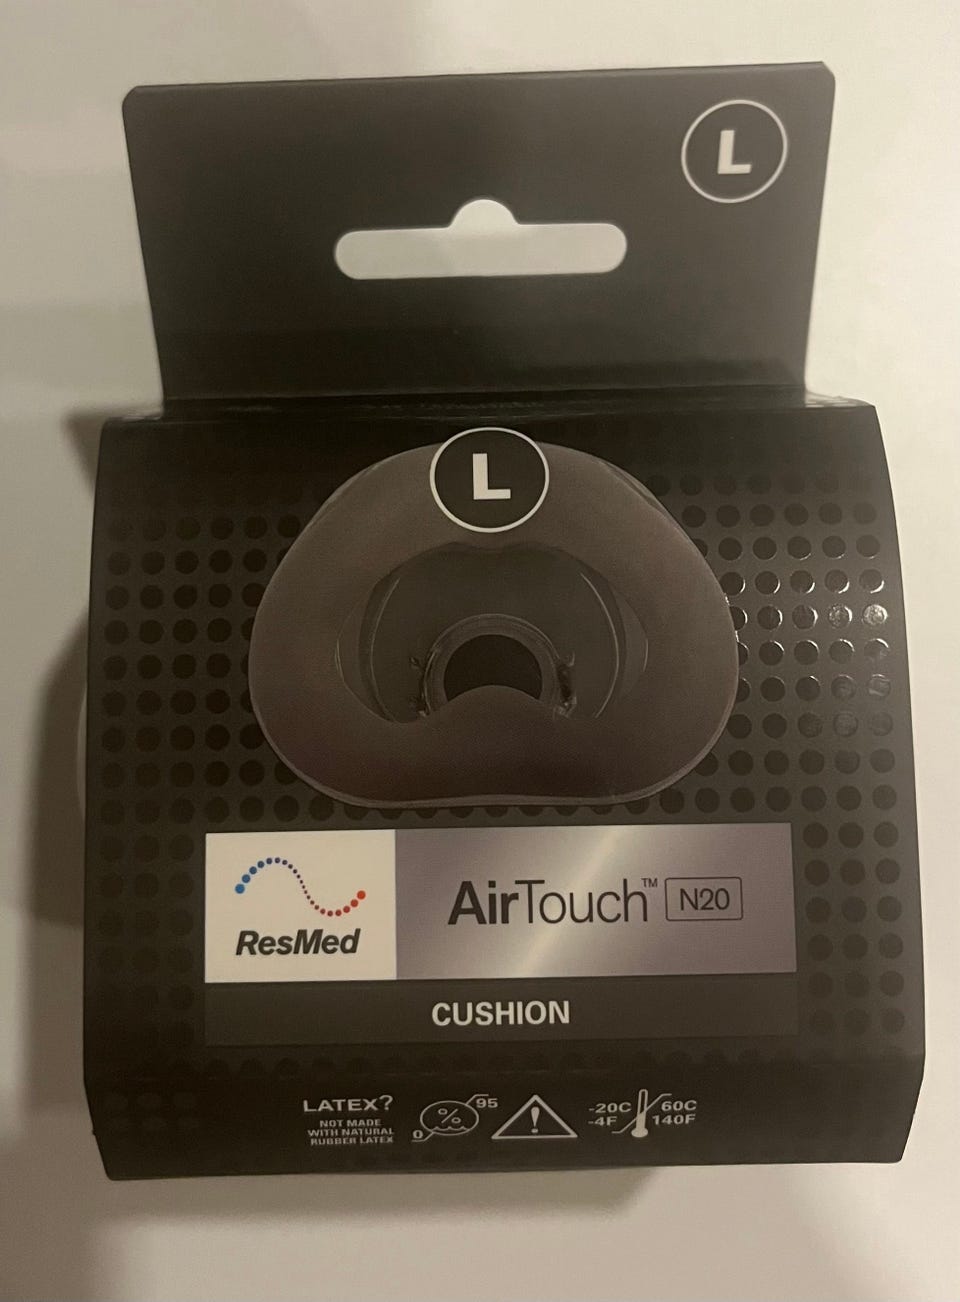 L
L
ResMed
AirTouch™ N20
CUSHION
LATEX?
NOT MADE
WITH NATURAL
RUBBER LATEX
0 % 95
!
-20C 60C
-4F 140F